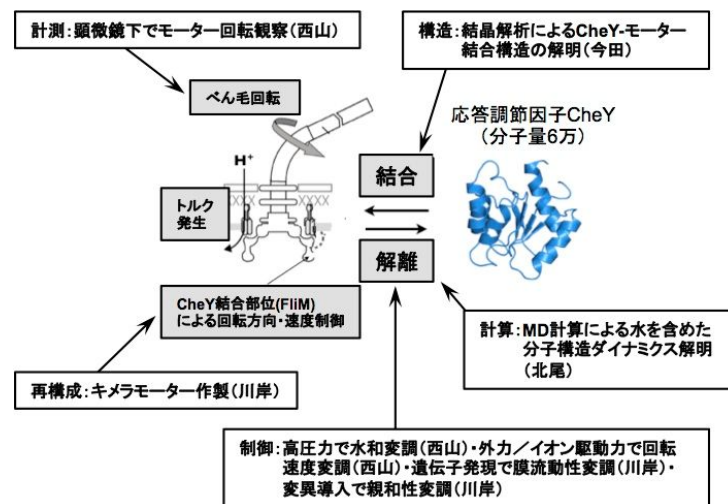 計測：顕微鏡下でモーター回転観察（西山）
構造：結晶解析によるCheY-モーター
結合構造の解明（今田）
べん毛回転
応答調節因子CheY
（分子量6万）
H⁺
結合
トルク
発生
解離
CheY結合部位(FliM)
による回転方向・速度制御
計算：MD計算による水を含めた
分子構造ダイナミクス解明
（北尾）
再構成：キメラモーター作製（川岸）
制御：高圧力で水和変調（西山）・外力／イオン駆動力で回転
速度変調（西山）・遺伝子発現で膜流動性変調（川岸）・
変異導入で親和性変調（川岸）